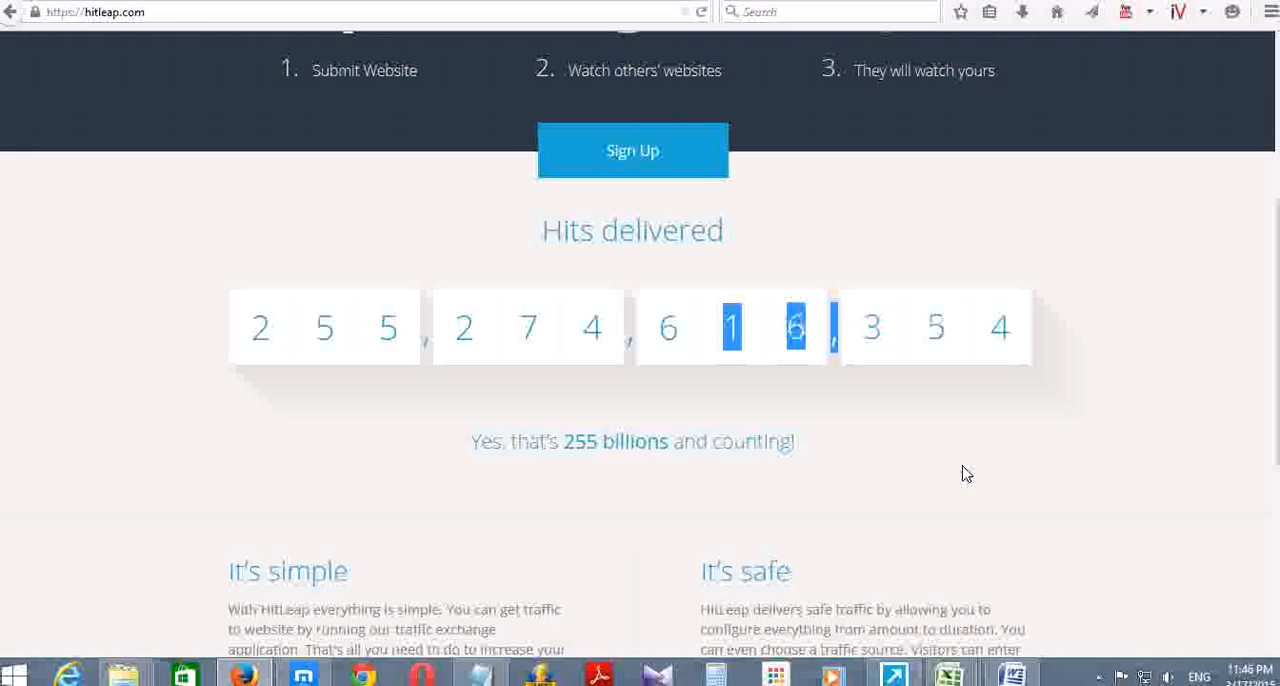 https://hitleap.com
Search
1. Submit Website
2. Watch others' websites
3. They will watch yours
Sign Up
Hits delivered
255,274,616,354
Yes, that's 255 billions and counting!
It's simple
With HitLeap everything is simple. You can get traffic
to website by running our traffic exchange
application. That's all you need to do to increase your
It's safe
HitLeap delivers safe traffic by allowing you to
configure everything from amount to duration. You
can even choose a traffic source. Visitors can enter
ENG
11:46 PM